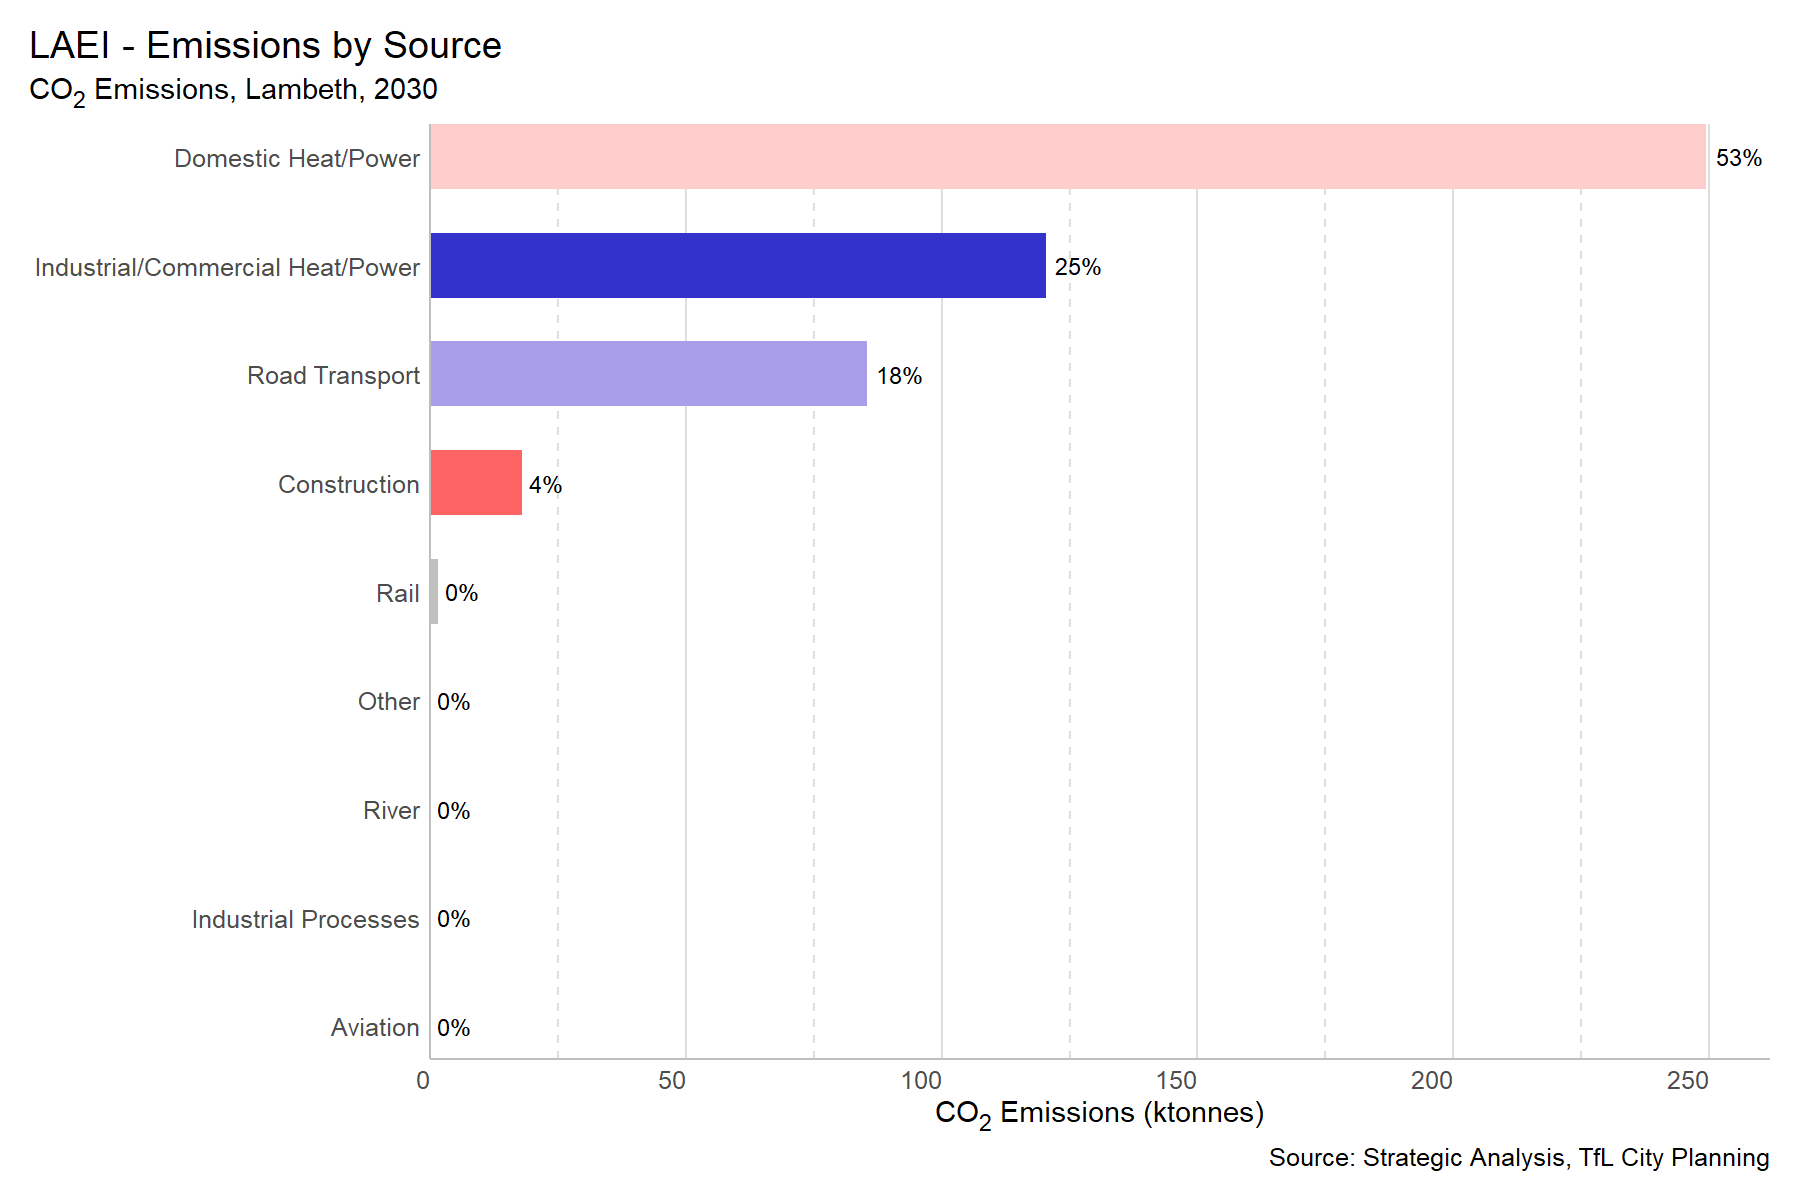 LAEI - Emissions by Source
CO₂ Emissions, Lambeth, 2030
Domestic Heat/Power
53%
Industrial/Commercial Heat/Power
25%
Road Transport
18%
Construction
4%
Rail
0%
Other
0%
River
0%
Industrial Processes
0%
Aviation
0%
0 50 100 150 200 250
CO₂ Emissions (ktonnes)
Source: Strategic Analysis, TfL City Planning